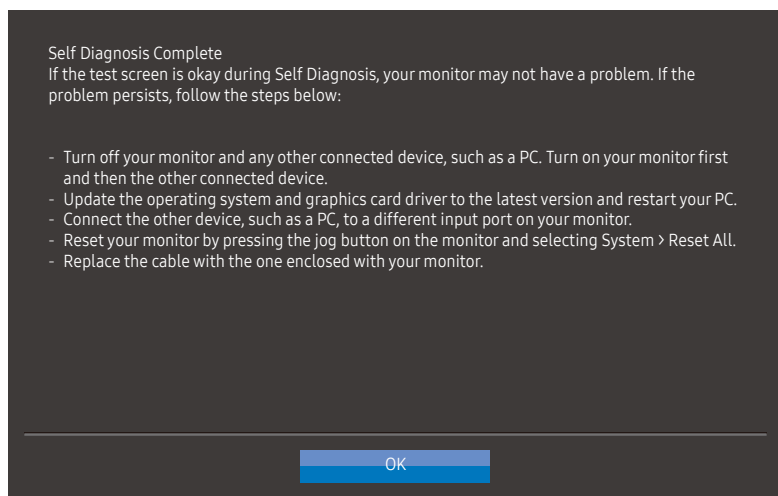 Self Diagnosis Complete
If the test screen is okay during Self Diagnosis, your monitor may not have a problem. If the
problem persists, follow the steps below:
- Turn off your monitor and any other connected device, such as a PC. Turn on your monitor first
and then the other connected device.
- Update the operating system and graphics card driver to the latest version and restart your PC.
- Connect the other device, such as a PC, to a different input port on your monitor.
- Reset your monitor by pressing the jog button on the monitor and selecting System > Reset All.
- Replace the cable with the one enclosed with your monitor.
OK